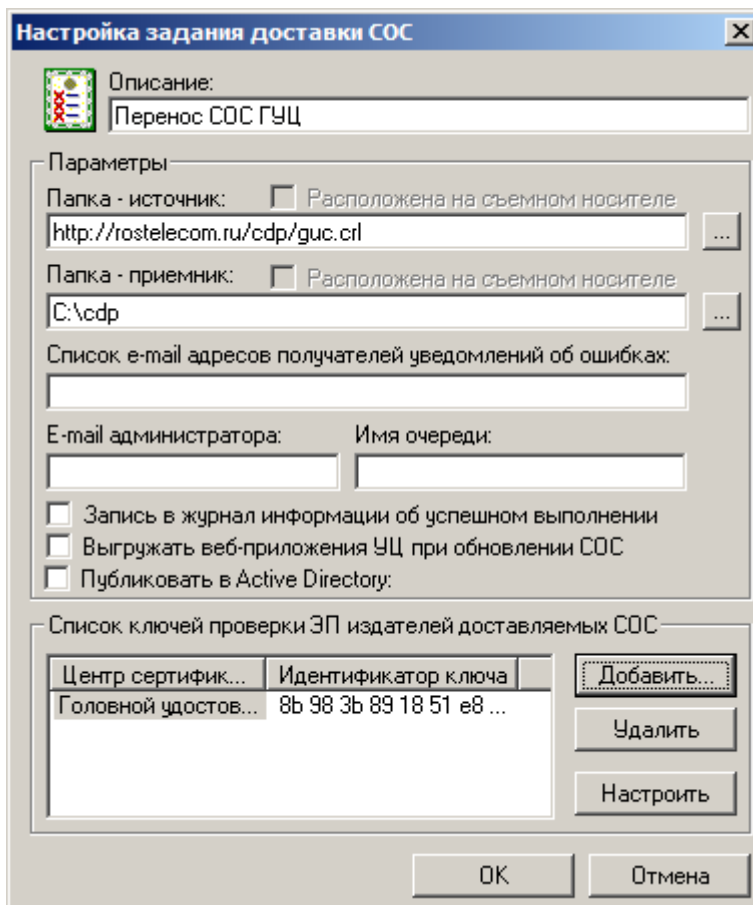 Настройка задания доставки СОС
Описание:
Перенос СОС ГУЦ
Параметры
Папка - источник: Расположена на съемном носителе
http://rostelecom.ru/cdp/guc.crl ...
Папка - приемник: Расположена на съемном носителе
C:\cdp ...
Список e-mail адресов получателей уведомлений об ошибках:
E-mail администратора: Имя очереди:
Запись в журнал информации об успешном выполнении
Выгружать веб-приложения УЦ при обновлении СОС
Публиковать в Active Directory:
Список ключей проверки ЭП издателей доставляемых СОС
Центр сертифик... Идентификатор ключа Добавить...
Головной удостов... 8b 98 3b 89 18 51 e8 ...
Удалить
Настроить
OK Отмена